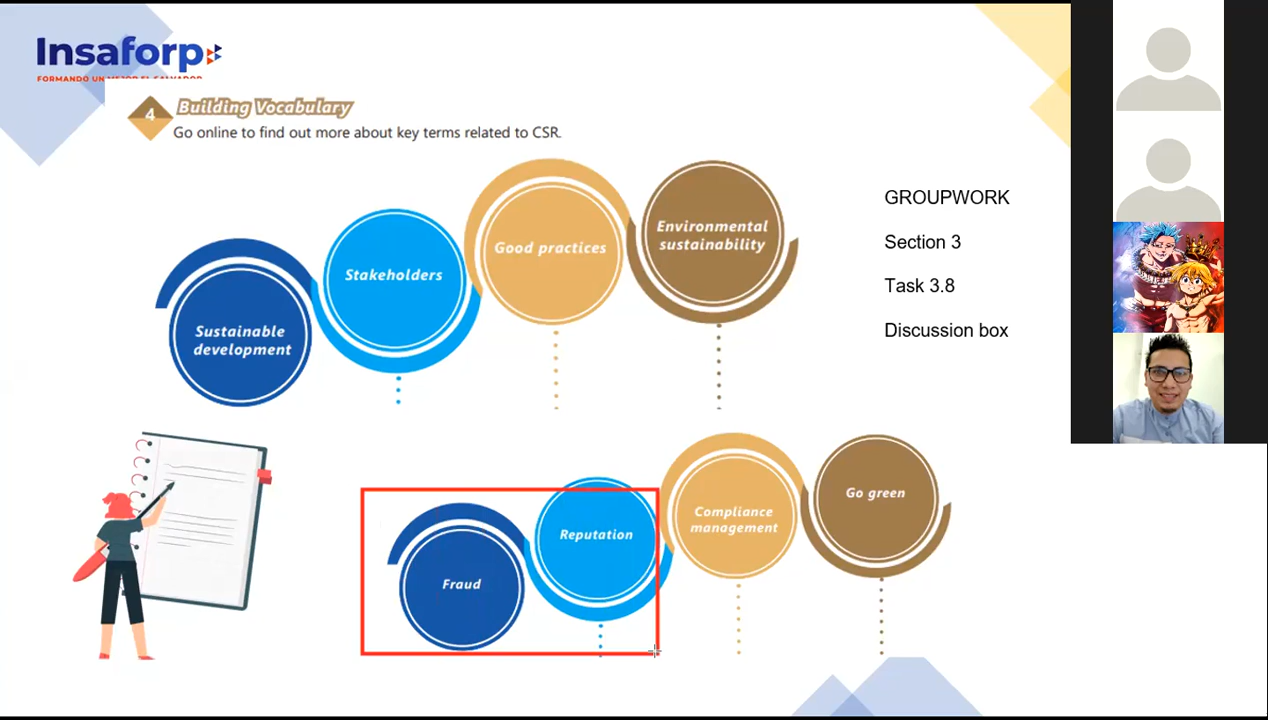 Insaforp
FORMANDO UN MEJOR EL SALVADOR
4
Building Vocabulary
Go online to find out more about key terms related to CSR.
Sustainable
development
Stakeholders
Good practices
Environmental
sustainability
GROUPWORK
Section 3
Task 3.8
Discussion box
Fraud
Reputation
Compliance
management
Go green